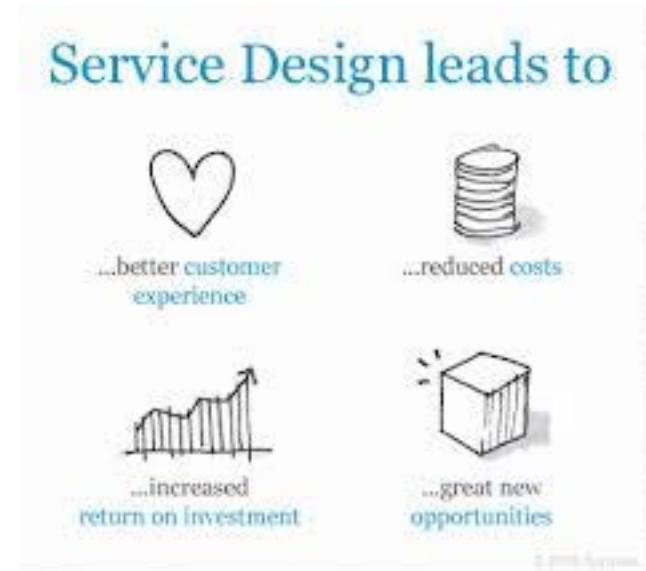 Service Design leads to
...better customer
experience
...reduced costs
...increased
return on investment
...great new
opportunities